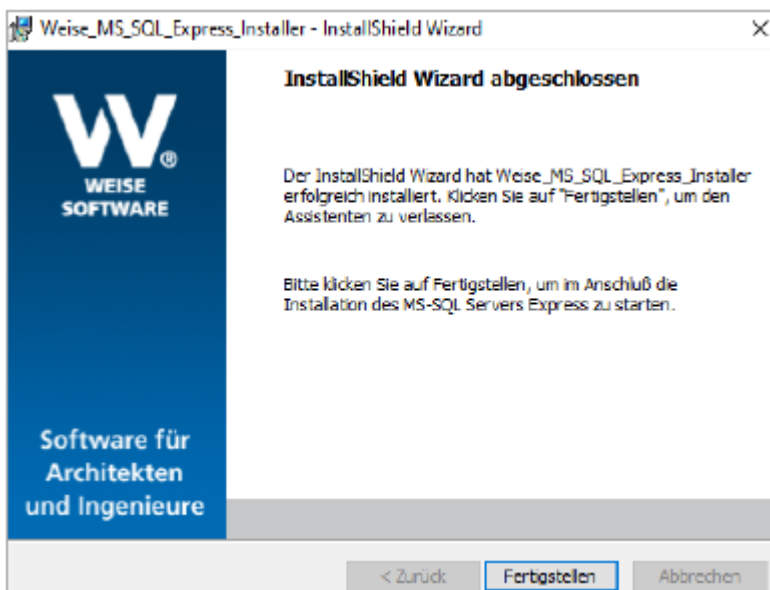 Weise_MS_SQL_Express_Installer - InstallShield Wizard
InstallShield Wizard abgeschlossen
W®
WEISE
SOFTWARE
Der InstallShield Wizard hat Weise_MS_SQL_Express_Installer
erfolgreich installiert. Klicken Sie auf "Fertigstellen", um den
Assistenten zu verlassen.
Bitte klicken Sie auf Fertigstellen, um im Anschluß die
Installation des MS-SQL Servers Express zu starten.
Software für
Architekten
und Ingenieure
< Zurück
Fertigstellen
Abbrechen